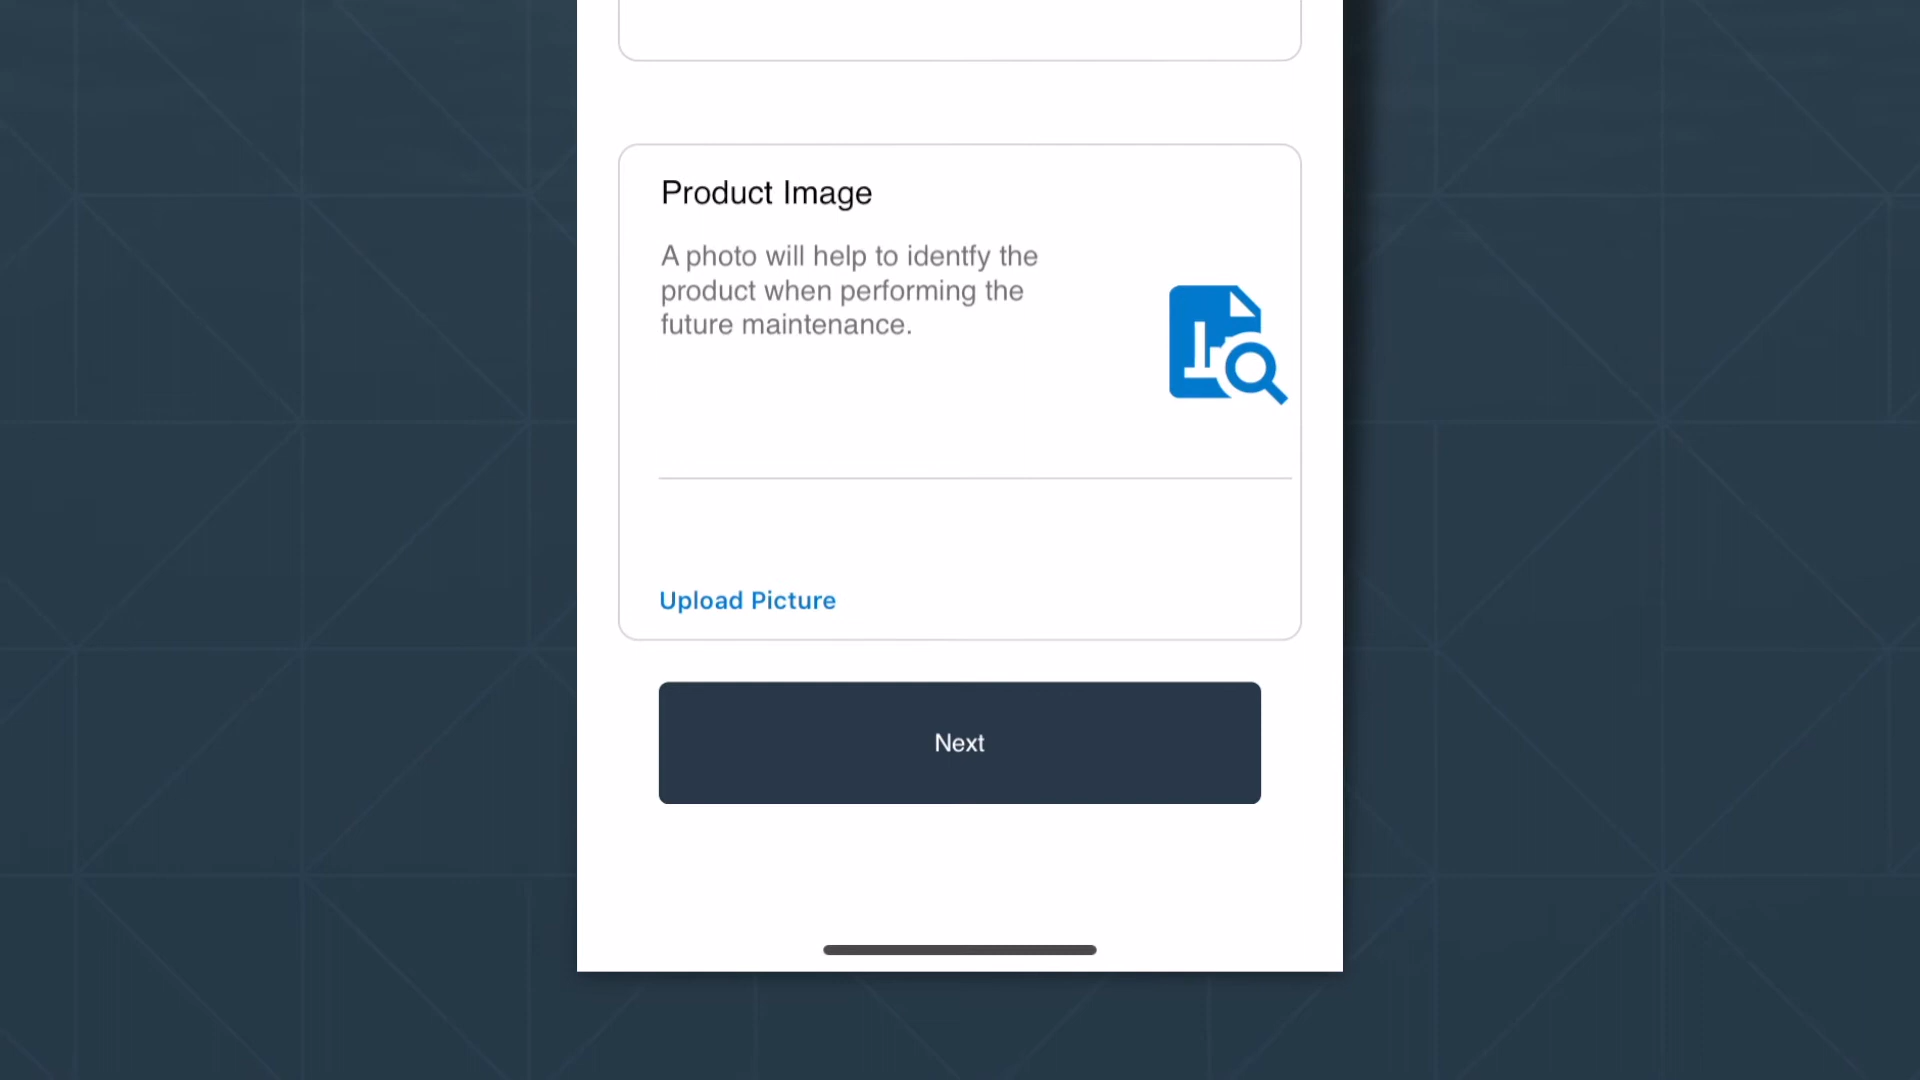 Product Image
A photo will help to identfy the
product when performing the
future maintenance.
Upload Picture
Next